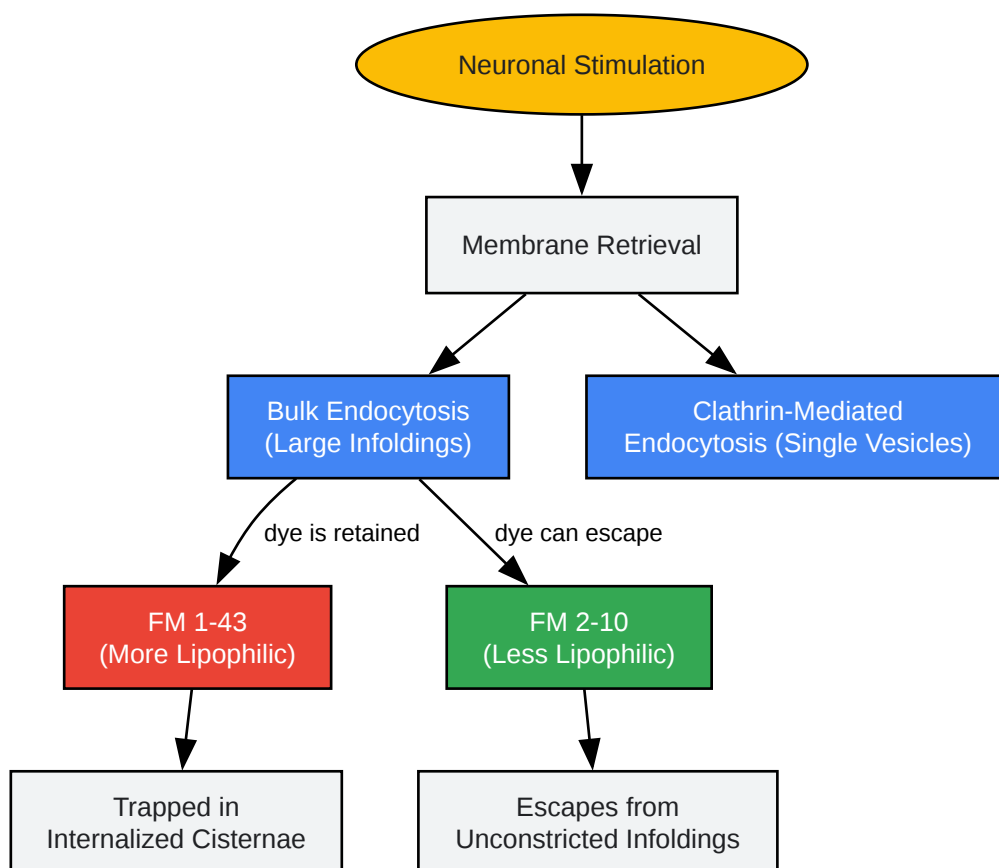 Neuronal Stimulation
Membrane Retrieval
Bulk Endocytosis
(Large Infoldings)
Clathrin-Mediated
Endocytosis (Single Vesicles)
dye is retained
dye can escape
FM 1-43
(More Lipophilic)
FM 2-10
(Less Lipophilic)
Trapped in
Internalized Cisternae
Escapes from
Unconstricted Infoldings